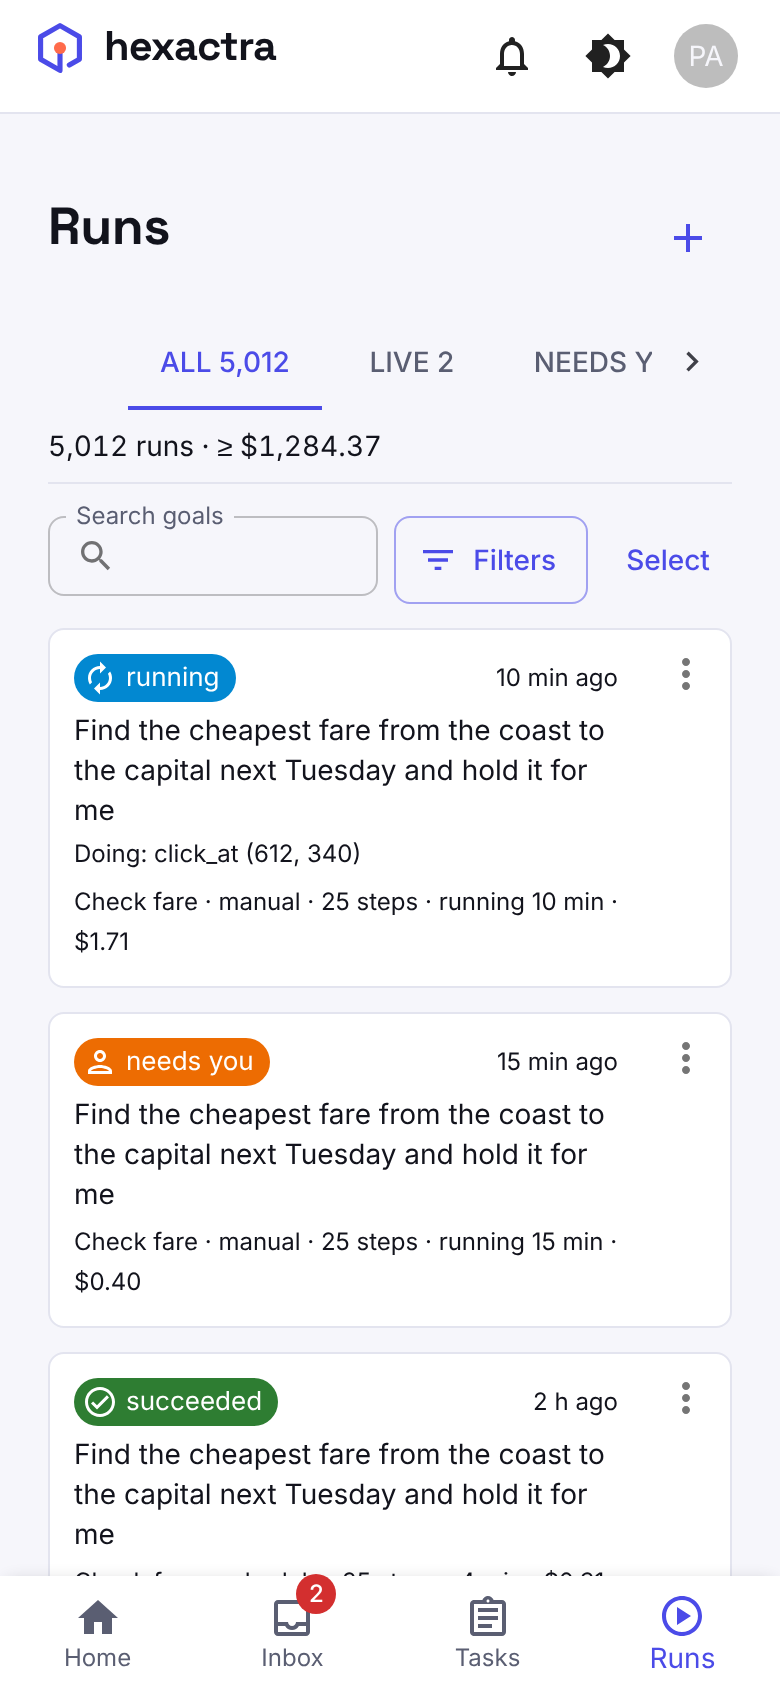 hexactra
PA
Runs
ALL 5,012
LIVE 2
NEEDS Y
5,012 runs · ≥ $1,284.37
Search goals
Filters
Select
running
10 min ago
Find the cheapest fare from the coast to
the capital next Tuesday and hold it for
me
Doing: click_at (612, 340)
Check fare · manual · 25 steps · running 10 min ·
$1.71
needs you
15 min ago
Find the cheapest fare from the coast to
the capital next Tuesday and hold it for
me
Check fare · manual · 25 steps · running 15 min ·
$0.40
succeeded
2 h ago
Find the cheapest fare from the coast to
the capital next Tuesday and hold it for
me
2
Home
Inbox
Tasks
Runs